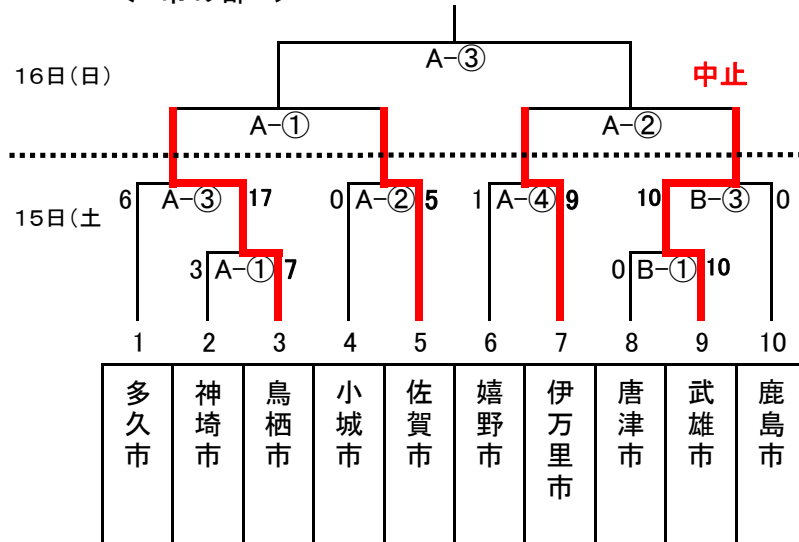 A-③
16日(日)
中止
A-① A-②
6 A-③ 17 0 A-② 5 1 A-④ 9 10 B-③ 0
15日(土
3 A-① 7 0 B-① 10
1 2 3 4 5 6 7 8 9 10
多久市
神埼市
鳥栖市
小城市
佐賀市
嬉野市
伊万里市
唐津市
武雄市
鹿島市